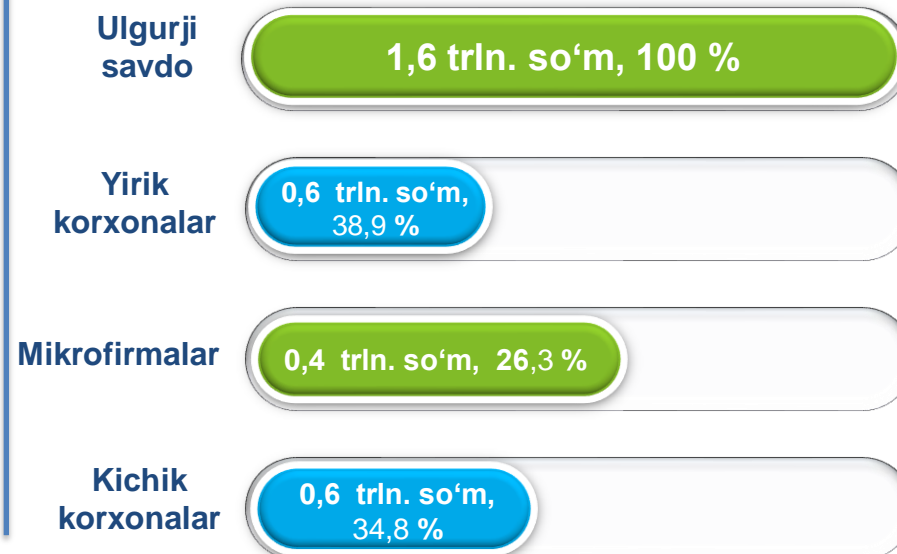 Ulgurji
savdo
1,6 trln. so‘m, 100 %
Yirik
korxonalar
0,6 trln. so‘m,
38,9 %
Mikrofirmalar
0,4 trln. so‘m, 26,3 %
Kichik
korxonalar
0,6 trln. so‘m,
34,8 %